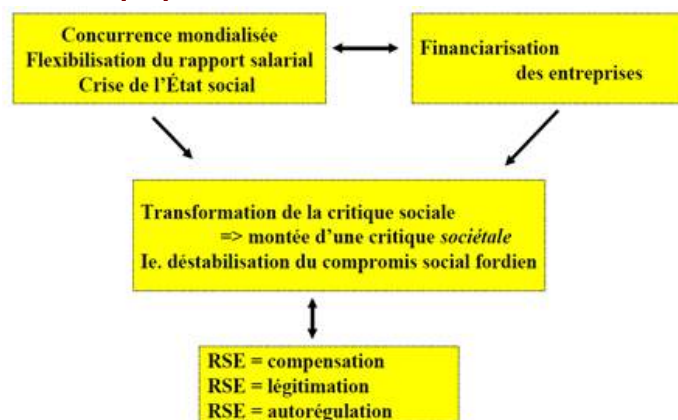 Concurrence mondialisée
Flexibilisation du rapport salarial
Crise de l'État social
Financiarisation
des entreprises
Transformation de la critique sociale
=> montée d'une critique sociétale
Ie. déstabilisation du compromis social fordien
RSE = compensation
RSE = légitimation
RSE = autorégulation